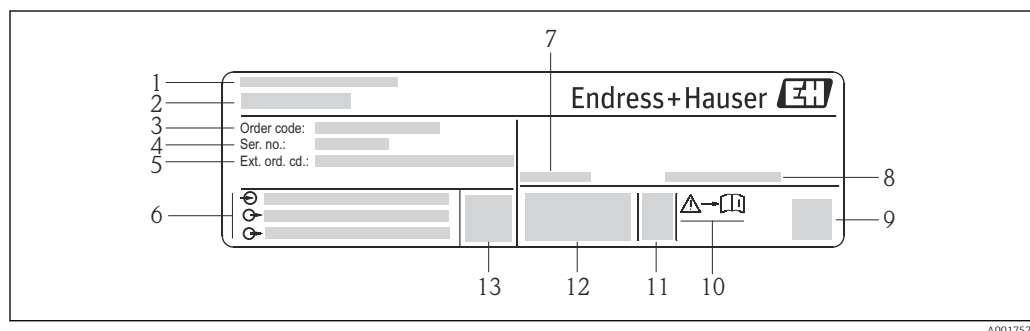 7
1
2
Endress+Hauser EH
3 Order code:
4 Ser. no.:
5 Ext. ord. cd.:
8
6
9
13 12 11 10